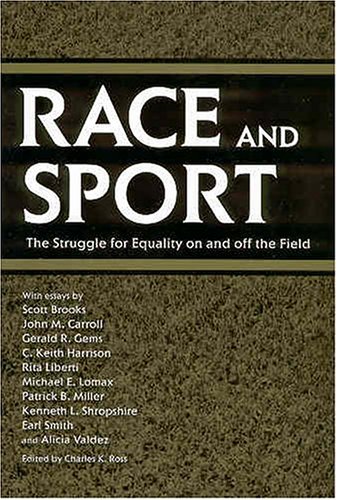 RACE AND
SPORT
The Struggle for Equality on and off the Field
With essays by
Scott Brooks
John M. Carroll
Gerald R. Gems
C. Keith Harrison
Rita Liberti
Michael E. Lomax
Patrick B. Miller
Kenneth L. Shropshire
Earl Smith
and Alicia Valdez
Edited by Charles K. Ross